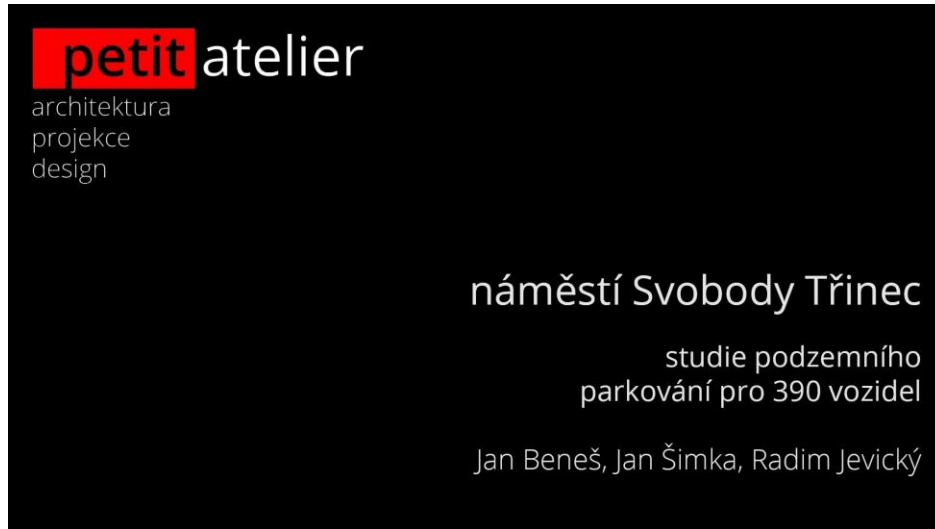 petit atelier
architektura
projekce
design
náměstí Svobody Třinec
studie podzemního
parkování pro 390 vozidel
Jan Beneš, Jan Šimka, Radim Jevický